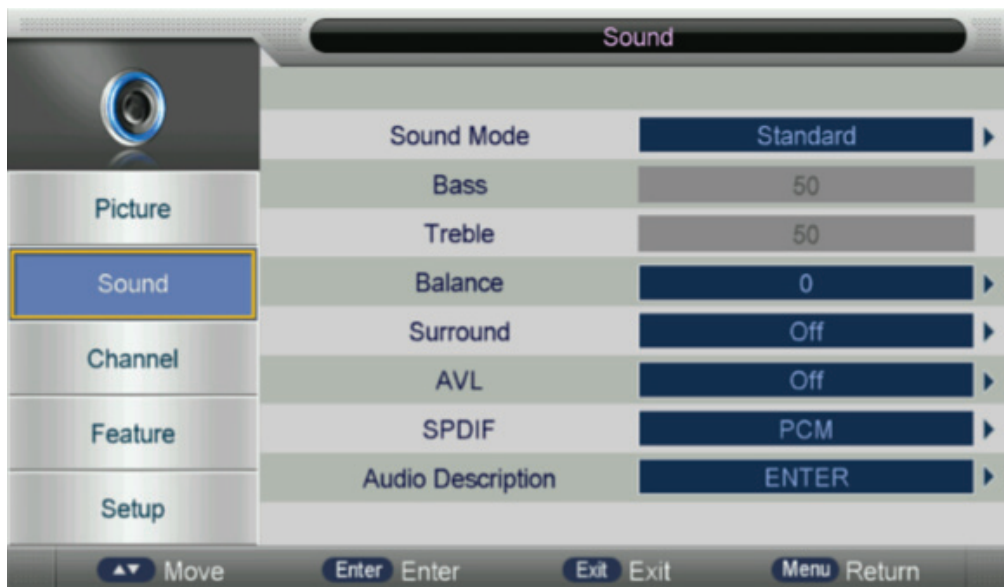 Sound
Picture
Sound
Channel
Feature
Setup
Sound Mode Standard
Bass 50
Treble 50
Balance 0
Surround Off
AVL Off
SPDIF PCM
Audio Description ENTER
Move Enter Enter Exit Exit Menu Return